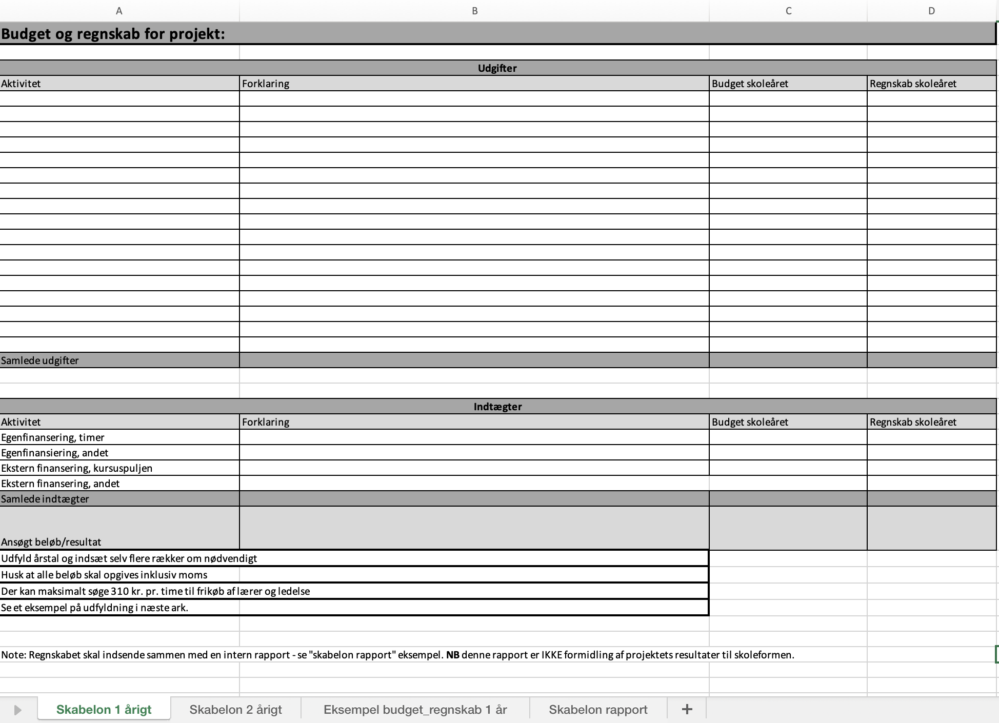 A B C D
Budget og regnskab for projekt:
Udgifter
Aktivitet Forklaring Budget skoleåret Regnskab skoleåret
Samlede udgifter
Indtægter
Aktivitet Forklaring Budget skoleåret Regnskab skoleåret
Egenfinansering, timer
Egenfinansiering, andet
Ekstern finansering, kursuspuljen
Ekstern finansering, andet
Samlede indtægter
Ansøgt beløb/resultat
Udfyld årstal og indsæt selv flere rækker om nødvendigt
Husk at alle beløb skal opgives inklusiv moms
Der kan maksimalt søge 310 kr. pr. time til frikøb af lærer og ledelse
Se et eksempel på udfyldning i næste ark.
Note: Regnskabet skal indsende sammen med en intern rapport - se "skabelon rapport" eksempel. NB denne rapport er IKKE formidling af projektets resultater til skoleformen.
Skabelon 1 årigt Skabelon 2 årigt Eksempel budget_regnskab 1 år Skabelon rapport +